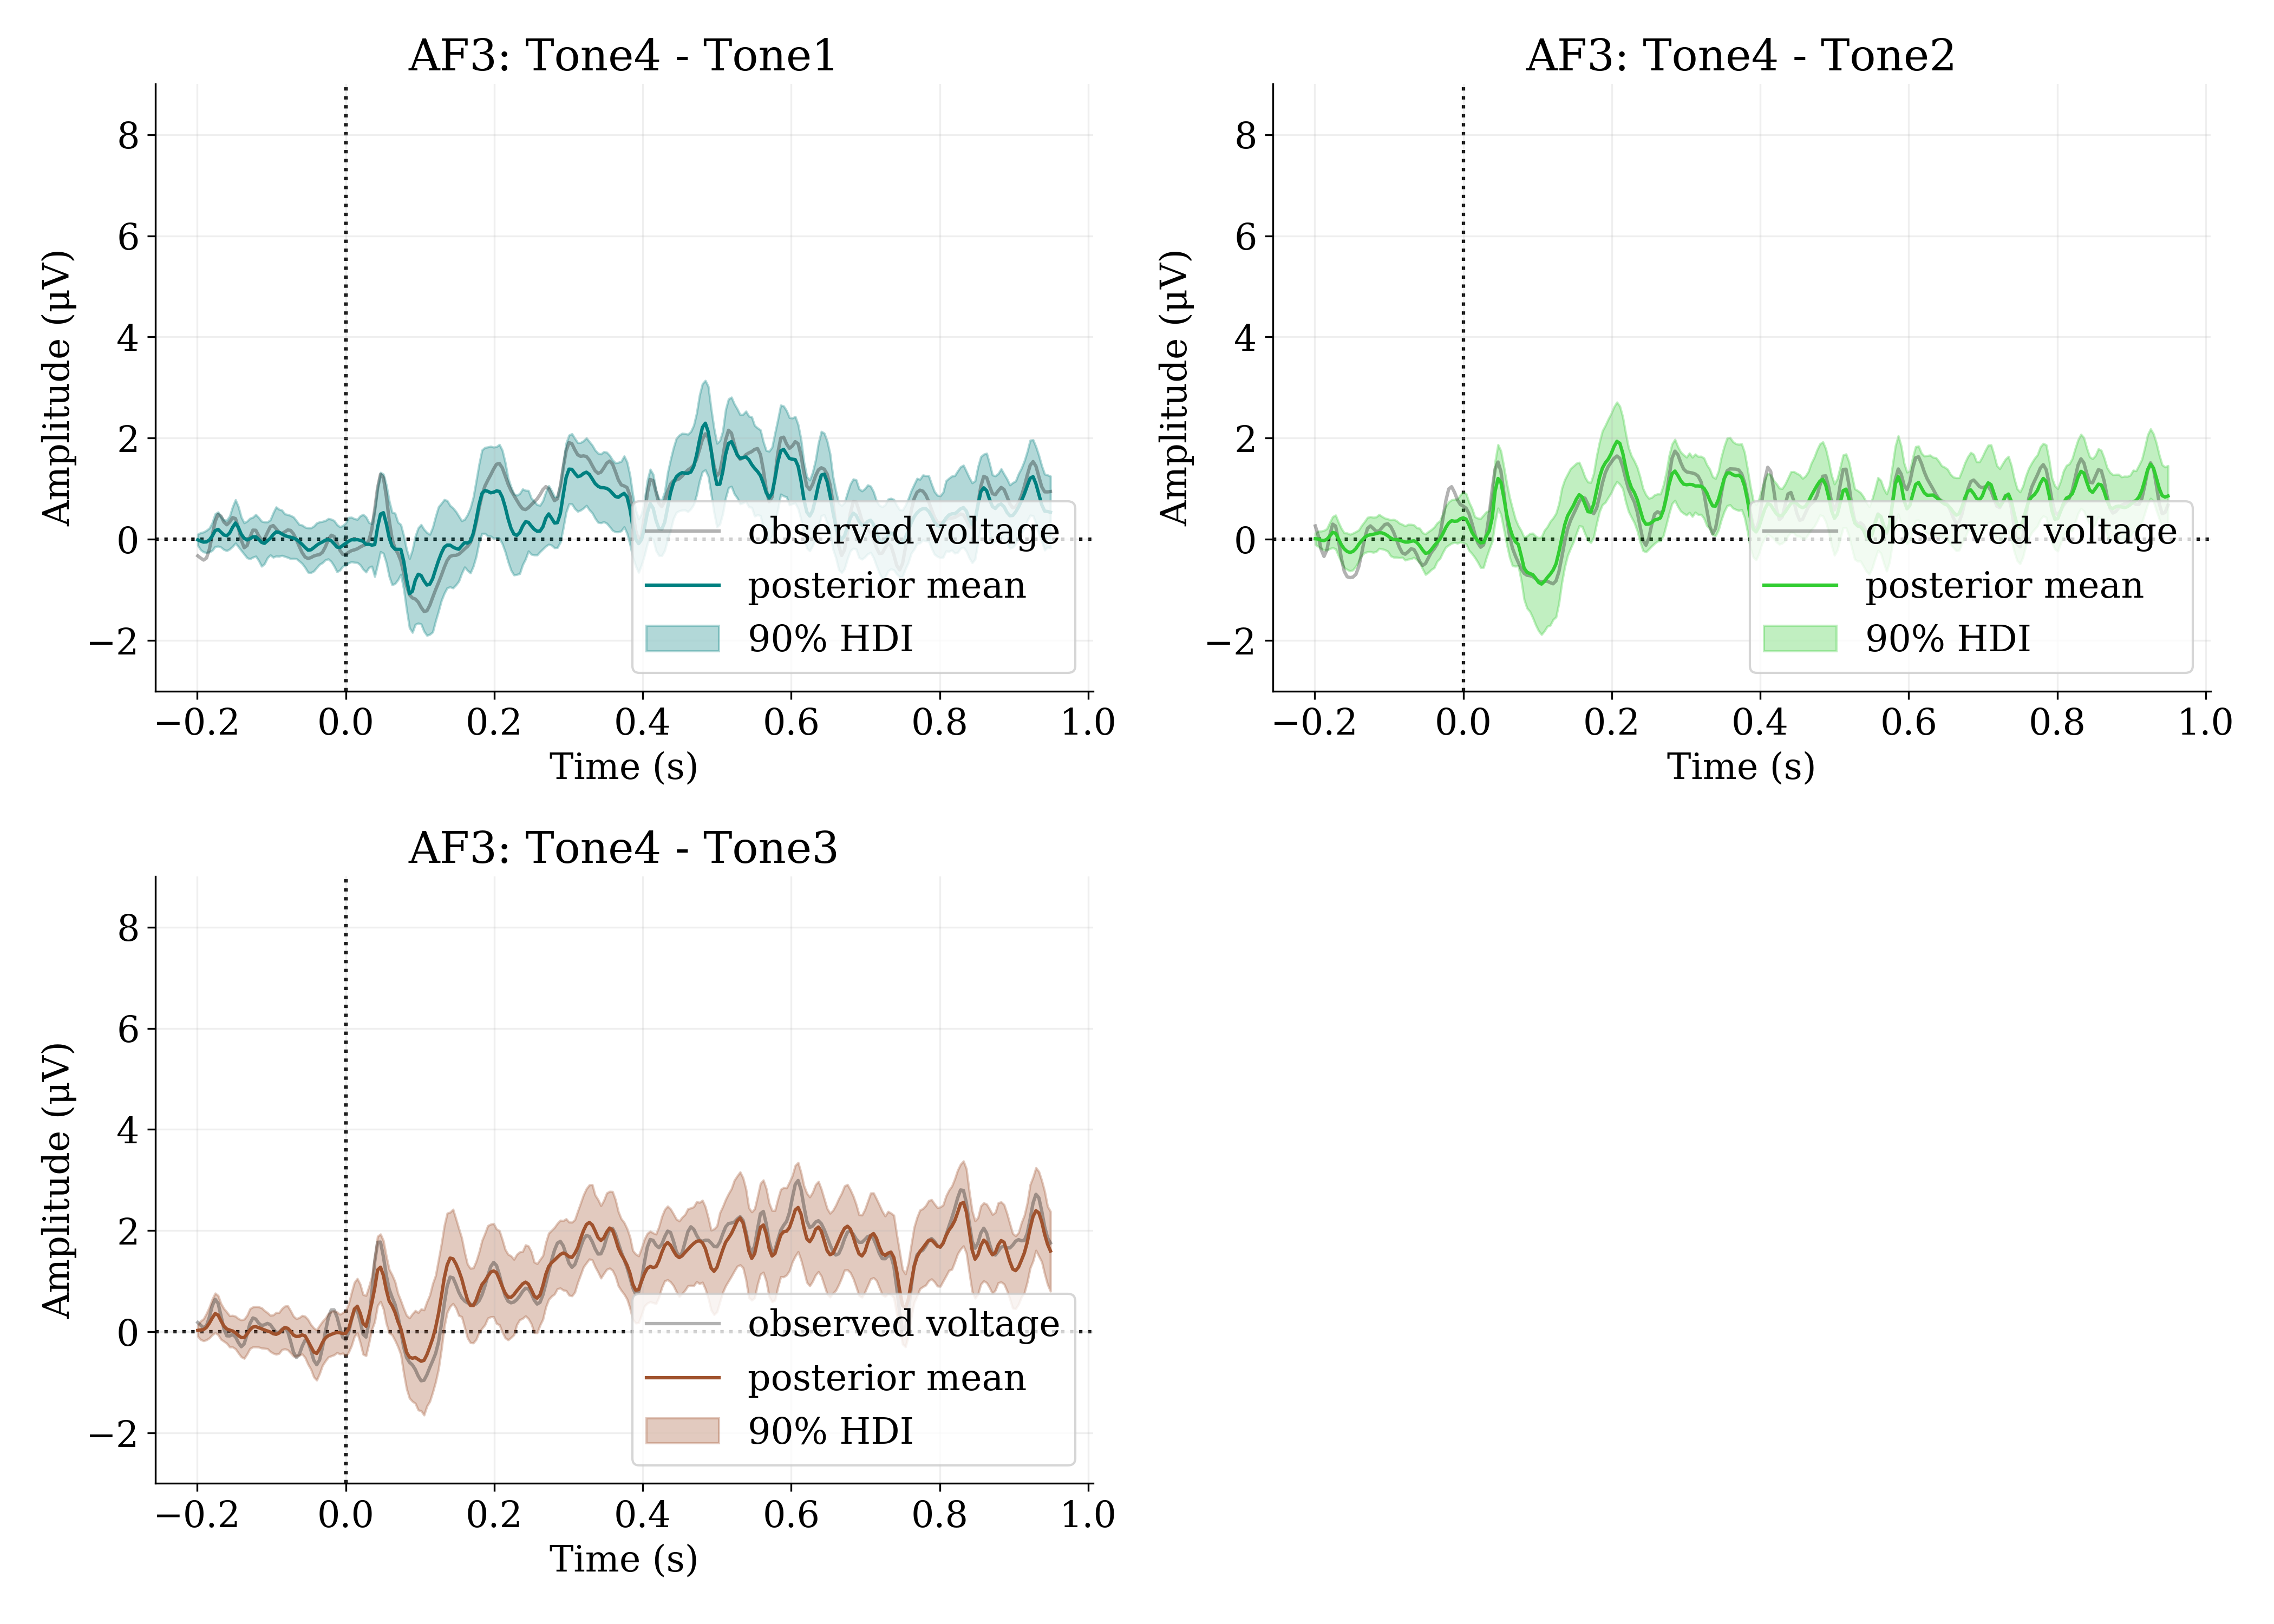 AF3: Tone4 - Tone1
8
6
4
2
0
−2
Amplitude (μV)
observed voltage
posterior mean
90% HDI
−0.2 0.0 0.2 0.4 0.6 0.8 1.0
Time (s)
AF3: Tone4 - Tone2
8
6
4
2
0
−2
Amplitude (μV)
observed voltage
posterior mean
90% HDI
−0.2 0.0 0.2 0.4 0.6 0.8 1.0
Time (s)
AF3: Tone4 - Tone3
8
6
4
2
0
−2
Amplitude (μV)
observed voltage
posterior mean
90% HDI
−0.2 0.0 0.2 0.4 0.6 0.8 1.0
Time (s)